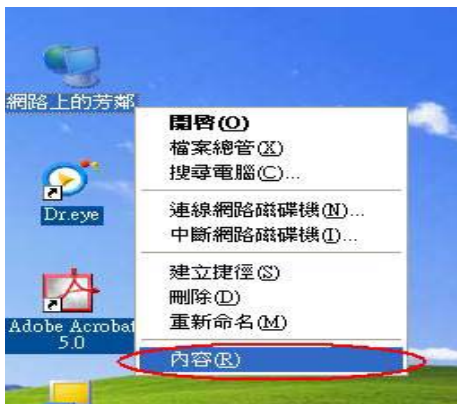 網路上的芳鄰
開啓(O)
檔案總管(X)
搜尋電腦(C)...
連線網路磁碟機(N)...
中斷網路磁碟機(I)...
建立捷徑(S)
刪除(D)
重新命名(M)
內容(R)
Dr.eye
Adobe Acrobat
5.0